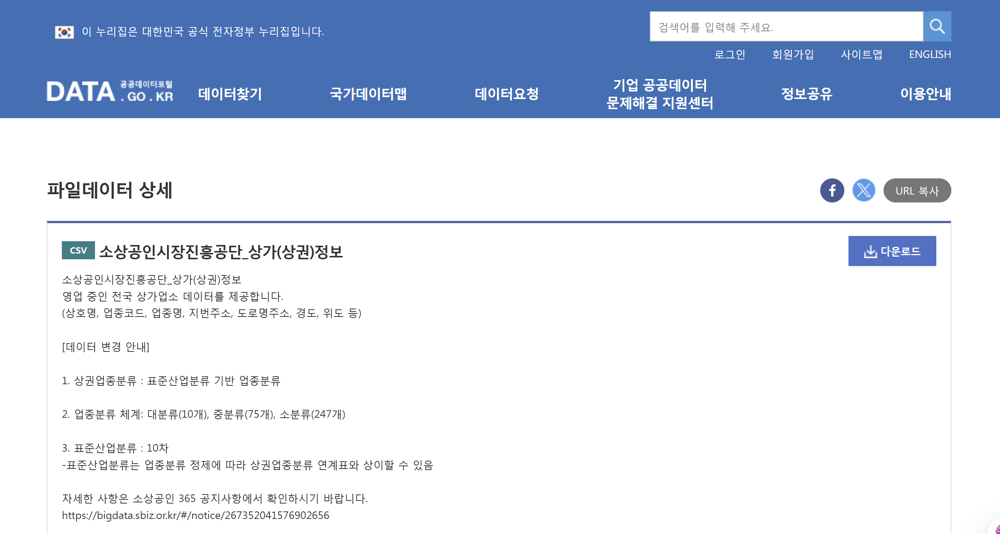 이 누리집은 대한민국 공식 전자정부 누리집입니다.
검색어를 입력해 주세요.
로그인 회원가입 사이트맵 ENGLISH
DATA 공공데이터포털 .GO.KR
데이터찾기 국가데이터맵 데이터요청 기업 공공데이터 문제해결 지원센터 정보공유 이용안내
파일데이터 상세
URL 복사
CSV 소상공인시장진흥공단_상가(상권)정보
다운로드
소상공인시장진흥공단_상가(상권)정보
영업 중인 전국 상가업소 데이터를 제공합니다.
(상호명, 업종코드, 업종명, 지번주소, 도로명주소, 경도, 위도 등)
[데이터 변경 안내]
1. 상권업종분류 : 표준산업분류 기반 업종분류
2. 업종분류 체계: 대분류(10개), 중분류(75개), 소분류(247개)
3. 표준산업분류 : 10차
-표준산업분류는 업종분류 정제에 따라 상권업종분류 연계표와 상이할 수 있음
자세한 사항은 소상공인 365 공지사항에서 확인하시기 바랍니다.
https://bigdata.sbiz.or.kr/#/notice/267352041576902656